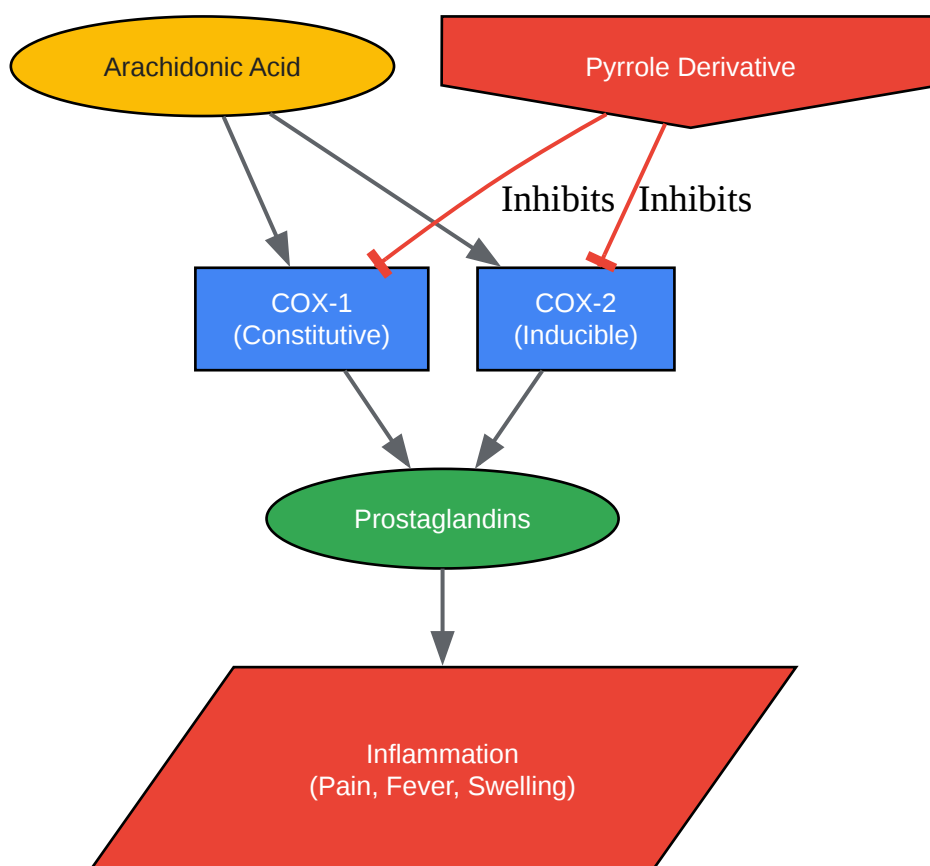 Arachidonic Acid
Pyrrole Derivative
Inhibits
Inhibits
COX-1
(Constitutive)
COX-2
(Inducible)
Prostaglandins
Inflammation
(Pain, Fever, Swelling)